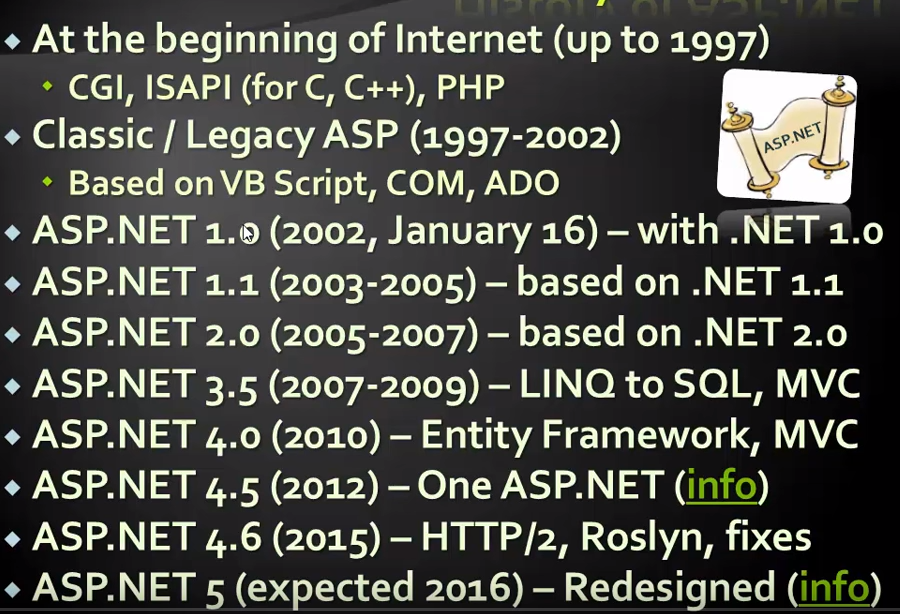 History of ASP.NET
At the beginning of Internet (up to 1997)
CGI, ISAPI (for C, C++), PHP
Classic / Legacy ASP (1997-2002)
Based on VB Script, COM, ADO
ASP.NET
ASP.NET 1.0 (2002, January 16) – with .NET 1.0
ASP.NET 1.1 (2003-2005) – based on .NET 1.1
ASP.NET 2.0 (2005-2007) – based on .NET 2.0
ASP.NET 3.5 (2007-2009) – LINQ to SQL, MVC
ASP.NET 4.0 (2010) – Entity Framework, MVC
ASP.NET 4.5 (2012) – One ASP.NET (info)
ASP.NET 4.6 (2015) – HTTP/2, Roslyn, fixes
ASP.NET 5 (expected 2016) – Redesigned (info)